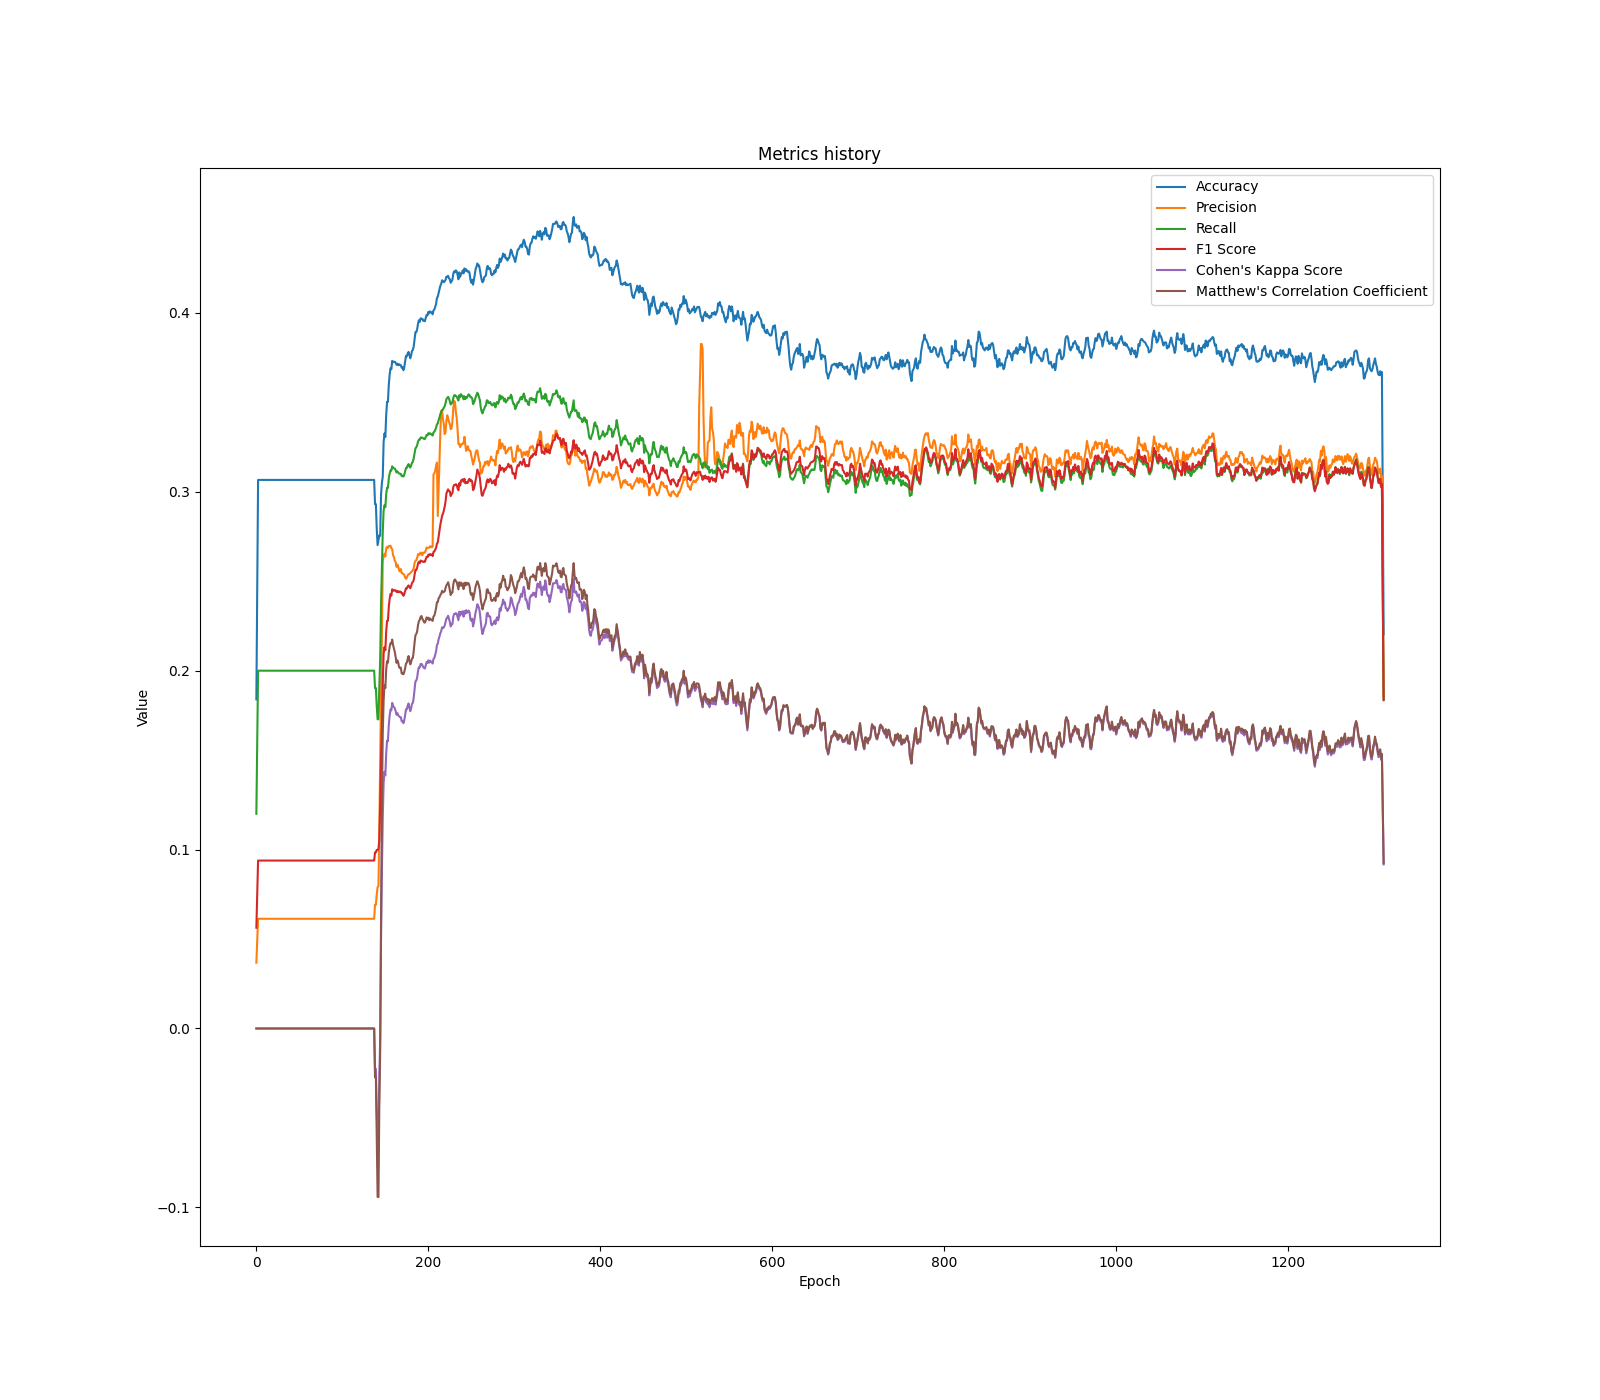 Metrics history
Accuracy
Precision
Recall
F1 Score
Cohen's Kappa Score
Matthew's Correlation Coefficient
Value
0.4
0.3
0.2
0.1
0.0
−0.1
0 200 400 600 800 1000 1200
Epoch